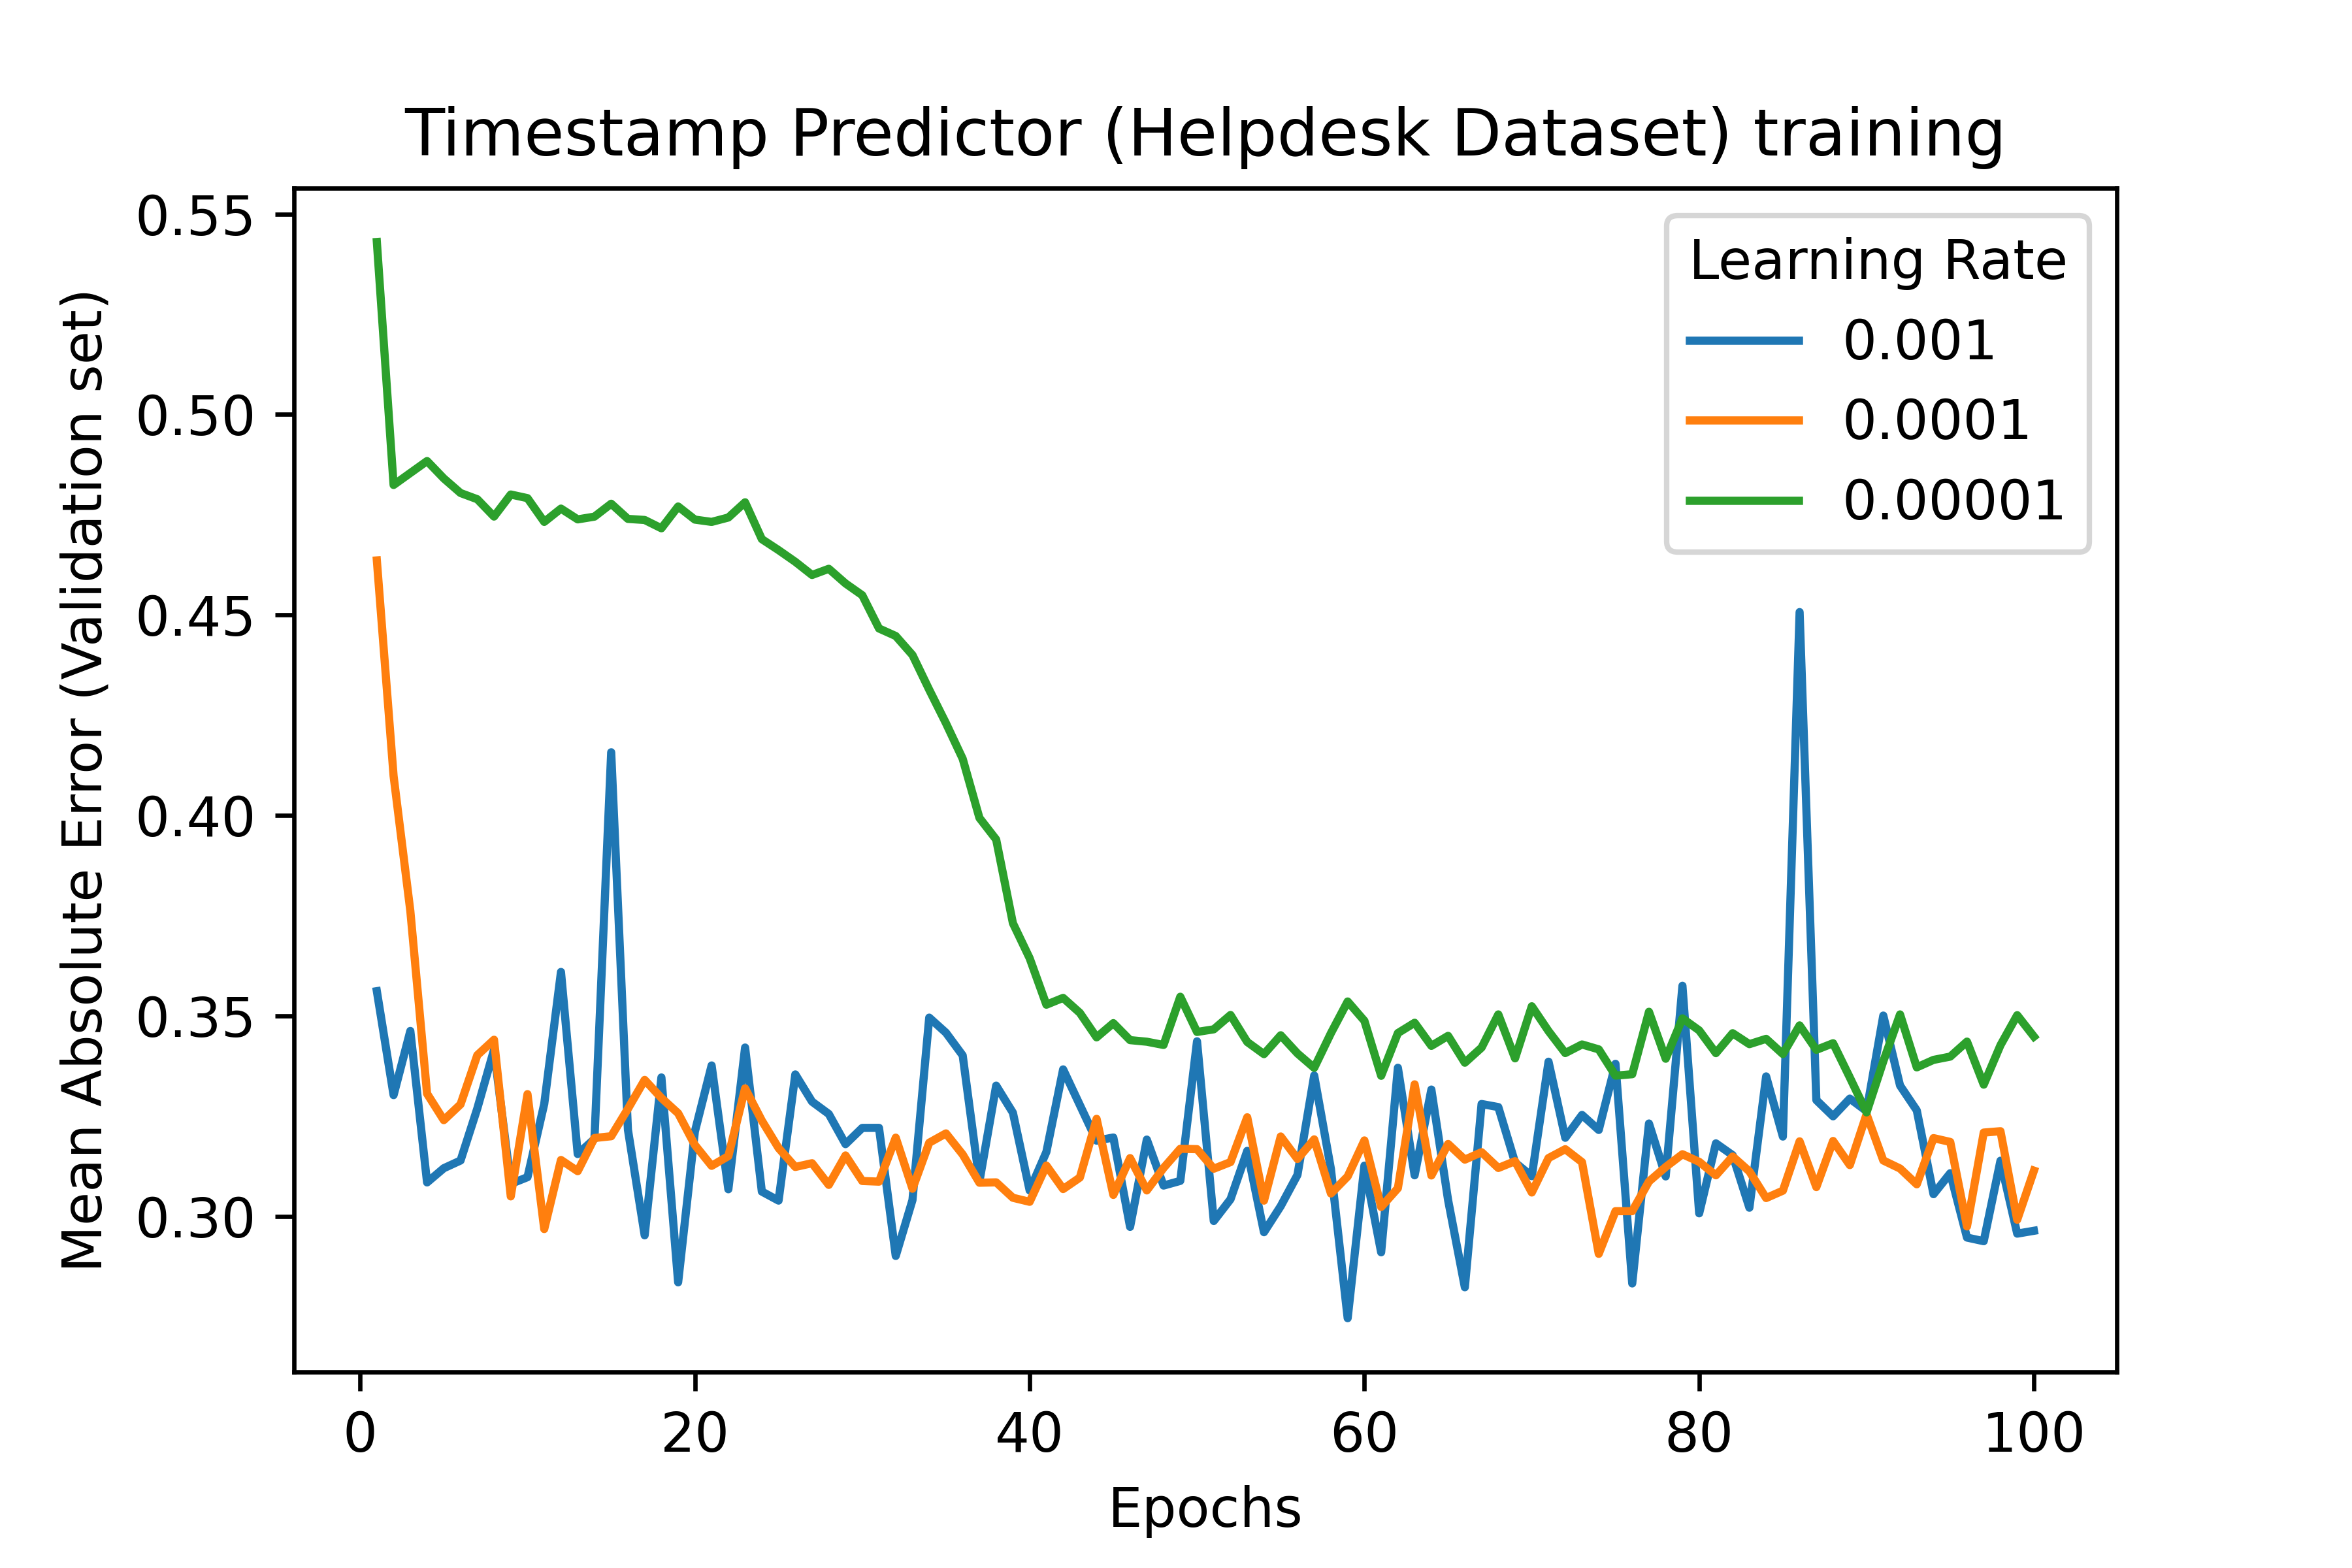 Timestamp Predictor (Helpdesk Dataset) training
Mean Absolute Error (Validation set)
0.55
0.50
0.45
0.40
0.35
0.30
Learning Rate
0.001
0.0001
0.00001
0 20 40 60 80 100
Epochs